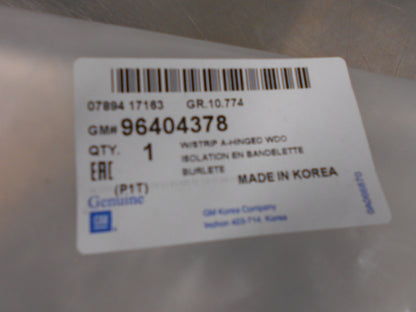 07894 17163 GR.10.774
GM# 96404378
QTY. 1 W/STRIP A-HINGED WDO
ISOLATION EN BANDELETTE
EAC BURLETE
(P1T) MADE IN KOREA
Genuine
GM GM Korea Company
Incheon 403-714, Korea